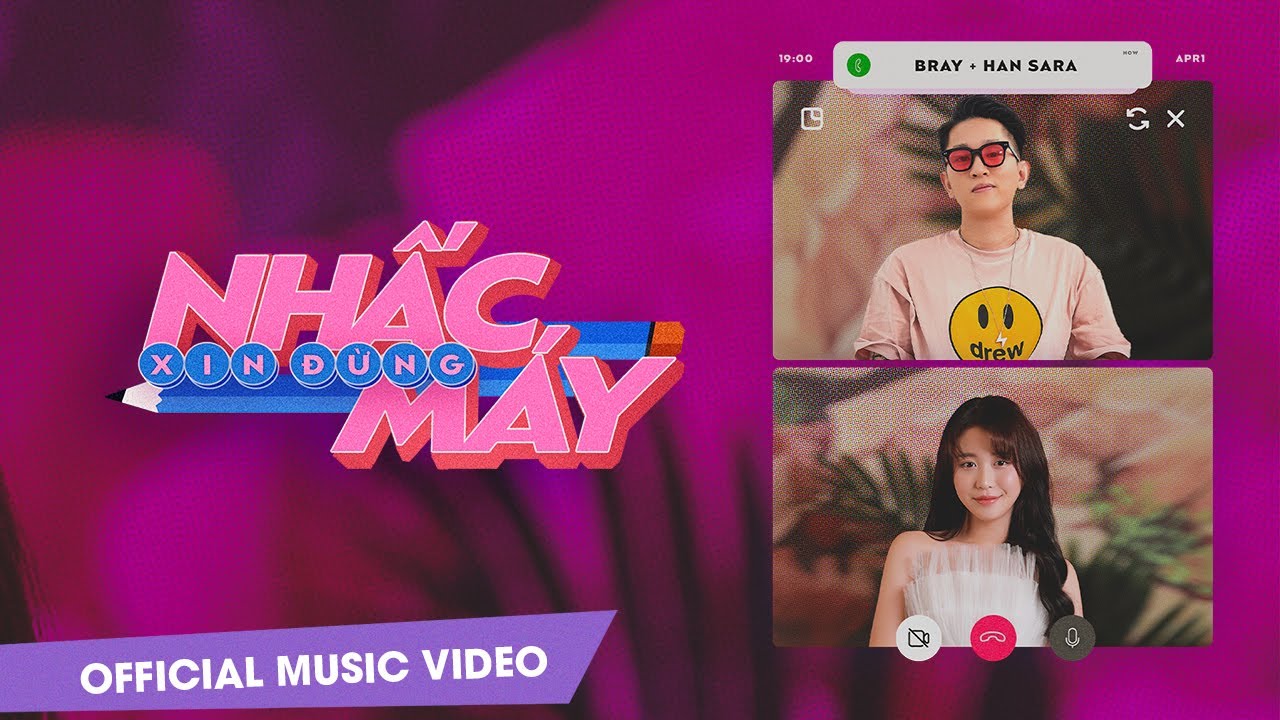 NHẤC
XIN ĐỪNG
MÁY
OFFICIAL MUSIC VIDEO
19:00
NOW
BRAY + HAN SARA
APR1
drew